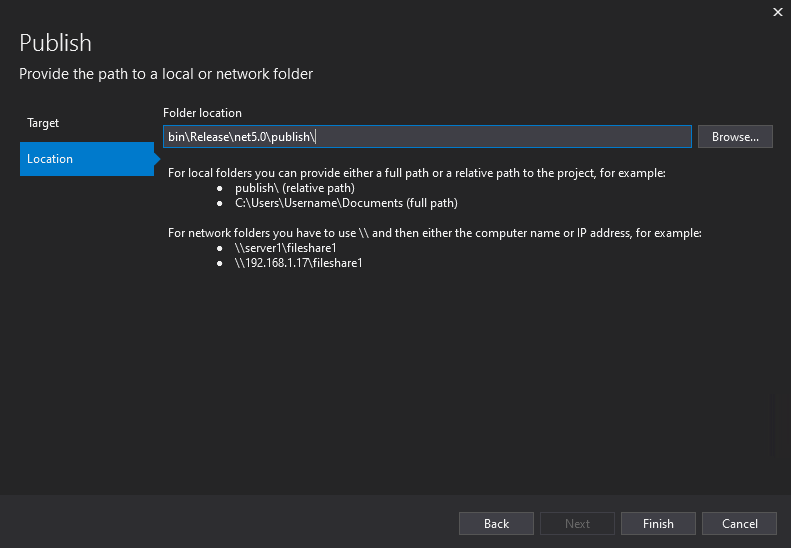 Publish
Provide the path to a local or network folder
Target
Location
Folder location
bin\Release\net5.0\publish\
Browse...
For local folders you can provide either a full path or a relative path to the project, for example:
● publish\ (relative path)
● C:\Users\Username\Documents (full path)
For network folders you have to use \\ and then either the computer name or IP address, for example:
● \\server1\fileshare1
● \\192.168.1.17\fileshare1
Back
Next
Finish
Cancel